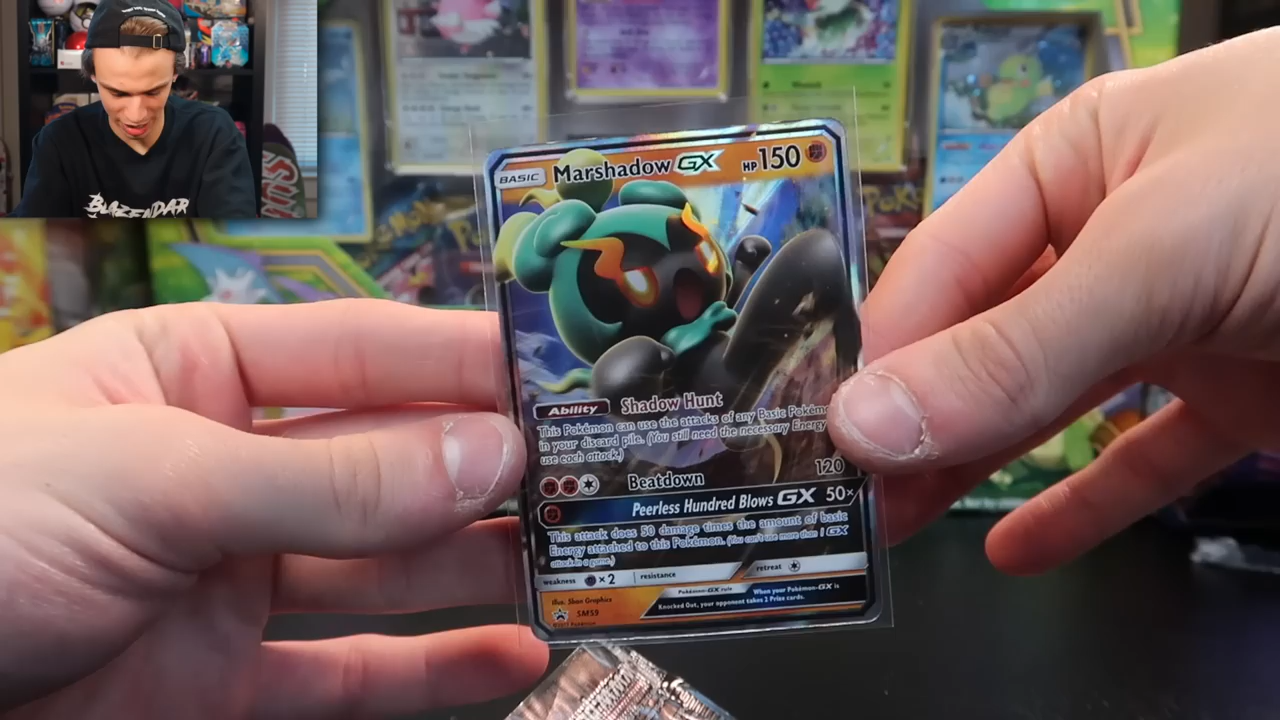 BLAZENDARY
BASIC Marshadow GX HP 150
Ability Shadow Hunt
This Pokémon can use the attacks of any Basic Pokémon
in your discard pile. (You still need the necessary Energy
use each attack.)
Beatdown 120
Peerless Hundred Blows GX 50×
This attack does 50 damage times the amount of basic
Energy attached to this Pokémon. (You can't use more than 1 GX
attack in a game.)
weakness ×2 resistance retreat
Pokémon-GX rule When your Pokémon-GX is
Knocked Out, your opponent takes 2 Prize cards.
Illus. 5ban Graphics
SM59